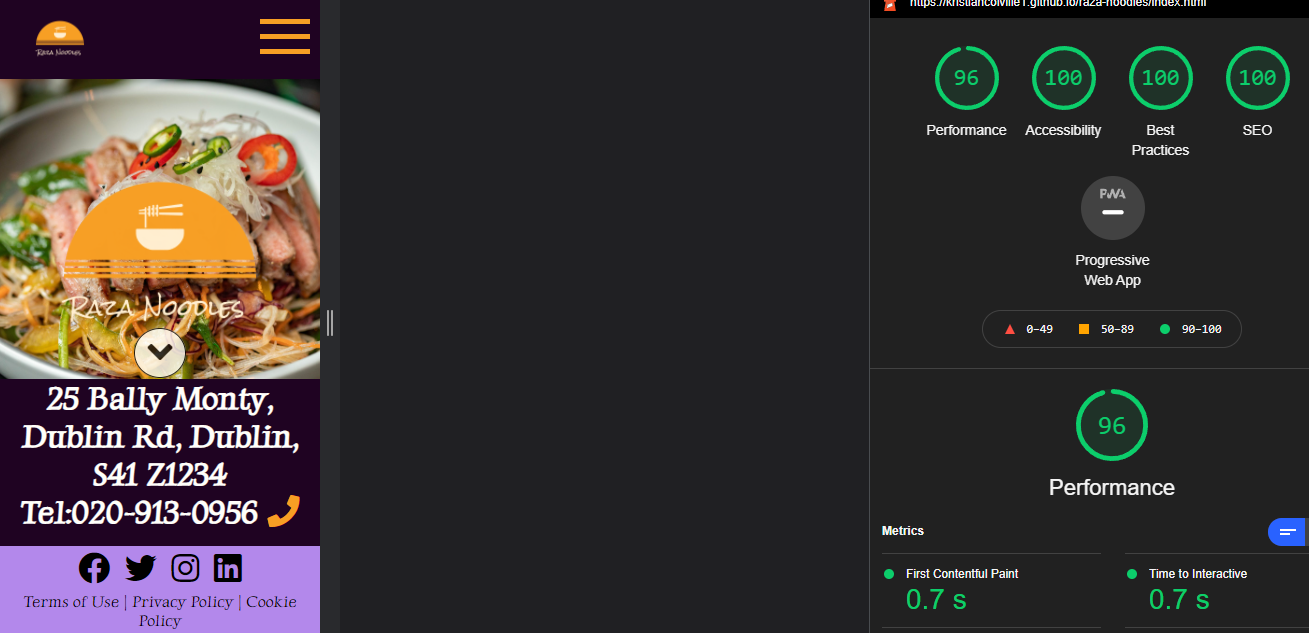 Raza Noodles
Raza Noodles
25 Bally Monty,
Dublin Rd, Dublin,
S41 Z1234
Tel:020-913-0956
Terms of Use | Privacy Policy | Cookie
Policy
https://kristiancolville1.github.io/raza-noodles/index.html
96
100
100
100
Performance
Accessibility
Best
Practices
SEO
PWA
Progressive
Web App
0–49
50–89
90–100
96
Performance
Metrics
First Contentful Paint
0.7 s
Time to Interactive
0.7 s